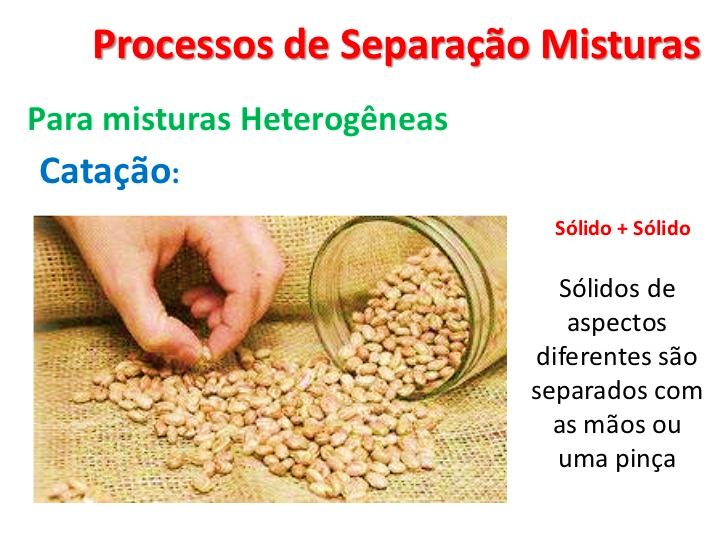 Processos de Separação Misturas
Para misturas Heterogêneas
Catação:
Sólido + Sólido
Sólidos de
aspectos
diferentes são
separados com
as mãos ou
uma pinça